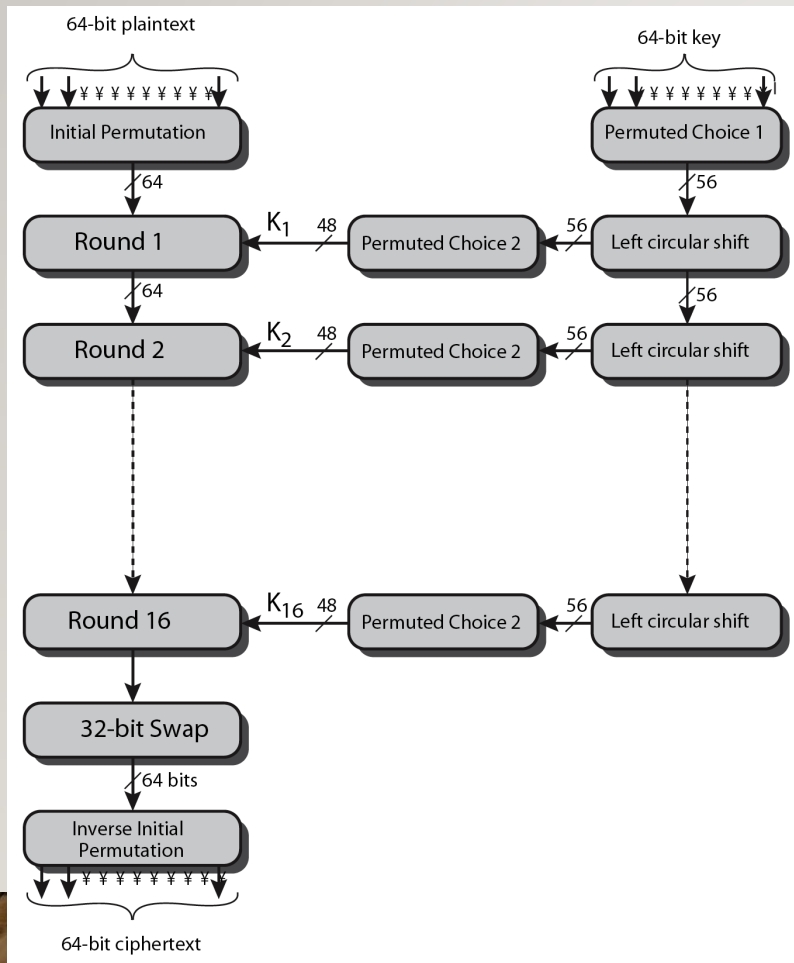 64-bit plaintext
64-bit key
¥ ¥ ¥ ¥ ¥ ¥ ¥ ¥ ¥
¥ ¥ ¥ ¥ ¥ ¥ ¥ ¥ ¥
Initial Permutation
Permuted Choice 1
64
56
Round 1
K1
48
Permuted Choice 2
56
Left circular shift
64
56
Round 2
K2
48
Permuted Choice 2
56
Left circular shift
Round 16
K16
48
Permuted Choice 2
56
Left circular shift
32-bit Swap
64 bits
Inverse Initial
Permutation
¥ ¥ ¥ ¥ ¥ ¥ ¥ ¥ ¥
64-bit ciphertext